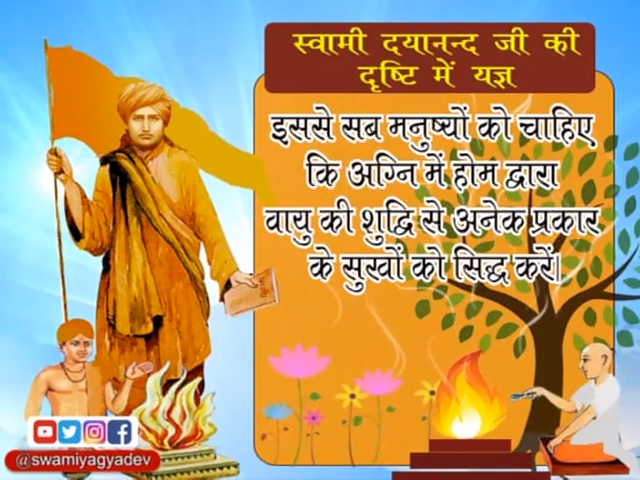 स्वामी दयानन्द जी की
दृष्टि में यज्ञ
इससे सब मनुष्यों को चाहिए
कि अग्नि में होम द्वारा
वायु की शुद्धि से अनेक प्रकार
के सुखों को सिद्ध करें।
@swamiyagyadev